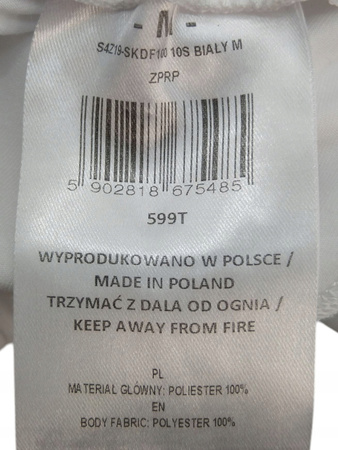 - M -
S4Z19-SKDF100 10S BIAŁY M
ZPRP
5 902818 675485
599T
WYPRODUKOWANO W POLSCE /
MADE IN POLAND
TRZYMAĆ Z DALA OD OGNIA /
KEEP AWAY FROM FIRE
PL
MATERIAŁ GŁÓWNY: POLIESTER 100%
EN
BODY FABRIC: POLYESTER 100%